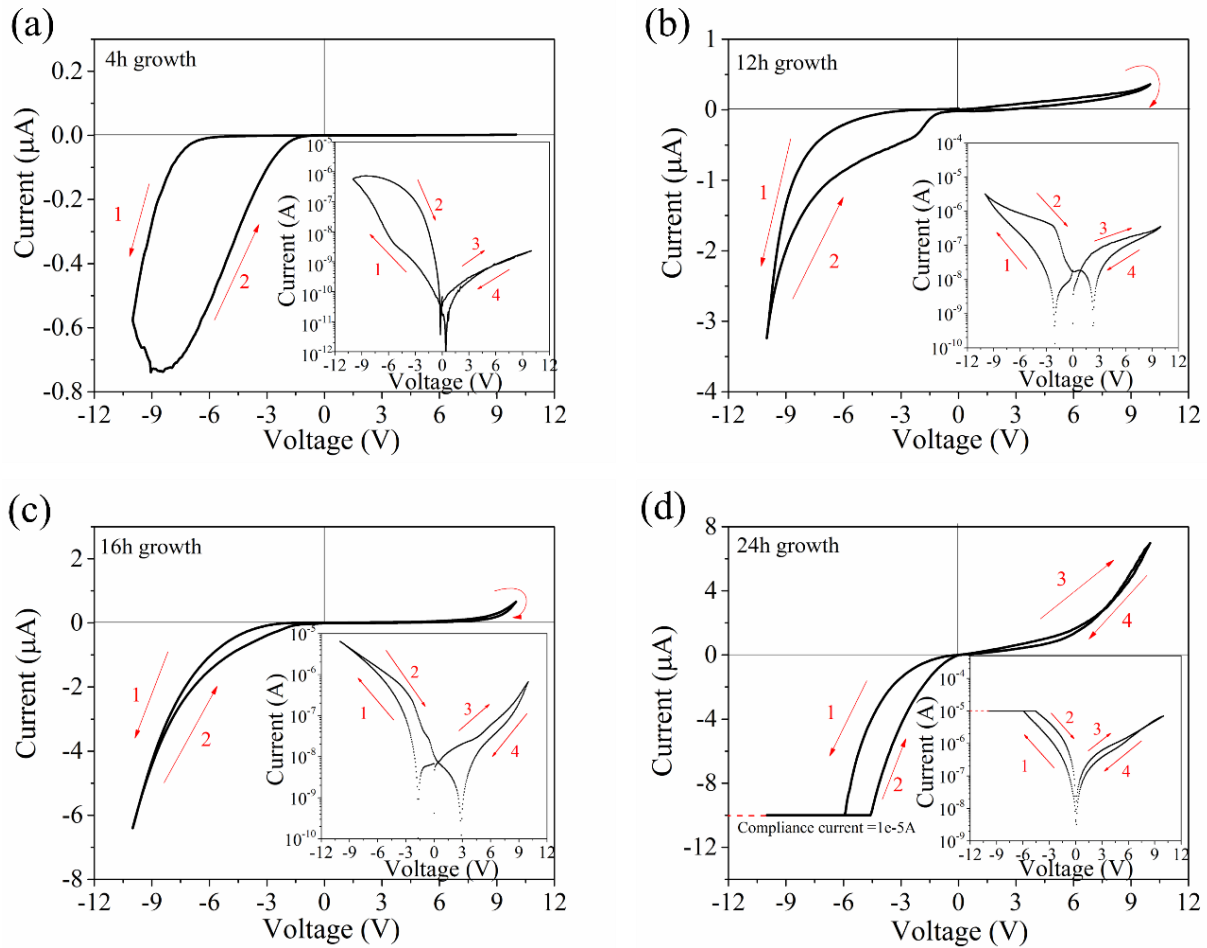 (a)
4h growth
0.2
0.0
-0.2
-0.4
-0.6
-0.8
Current (μA)
-12 -9 -6 -3 0 3 6 9 12
Voltage (V)
1
2
10⁻⁵
10⁻⁶
10⁻⁷
10⁻⁸
10⁻⁹
10⁻¹⁰
10⁻¹¹
10⁻¹²
Current (A)
-12 -9 -6 -3 0 3 6 9 12
Voltage (V)
1
2
3
4
(b)
12h growth
1
0
-1
-2
-3
-4
Current (μA)
-12 -9 -6 -3 0 3 6 9 12
Voltage (V)
1
2
10⁻⁴
10⁻⁵
10⁻⁶
10⁻⁷
10⁻⁸
10⁻⁹
10⁻¹⁰
Current (A)
-12 -9 -6 -3 0 3 6 9 12
Voltage (V)
1
2
3
4
(c)
16h growth
2
0
-2
-4
-6
-8
Current (μA)
-12 -9 -6 -3 0 3 6 9 12
Voltage (V)
1
2
10⁻⁵
10⁻⁶
10⁻⁷
10⁻⁸
10⁻⁹
10⁻¹⁰
Current (A)
-12 -9 -6 -3 0 3 6 9 12
Voltage (V)
1
2
3
4
(d)
24h growth
8
4
0
-4
-8
-12
Current (μA)
-12 -9 -6 -3 0 3 6 9 12
Voltage (V)
1
2
3
4
Compliance current =1e-5A
10⁻³
10⁻⁴
10⁻⁵
10⁻⁶
10⁻⁷
10⁻⁸
10⁻⁹
Current (A)
-12 -9 -6 -3 0 3 6 9 12
Voltage (V)
1
2
3
4